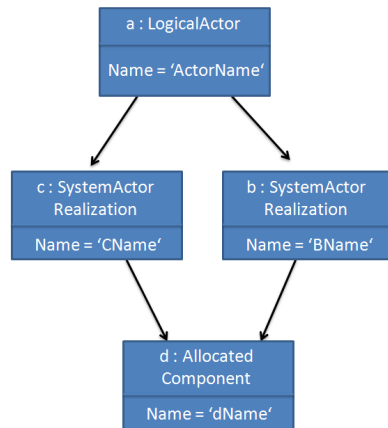 a : LogicalActor
Name = ‘ActorName‘
c : SystemActor
Realization
Name = ‘CName‘
b : SystemActor
Realization
Name = ‘BName‘
d : Allocated
Component
Name = ‘dName‘